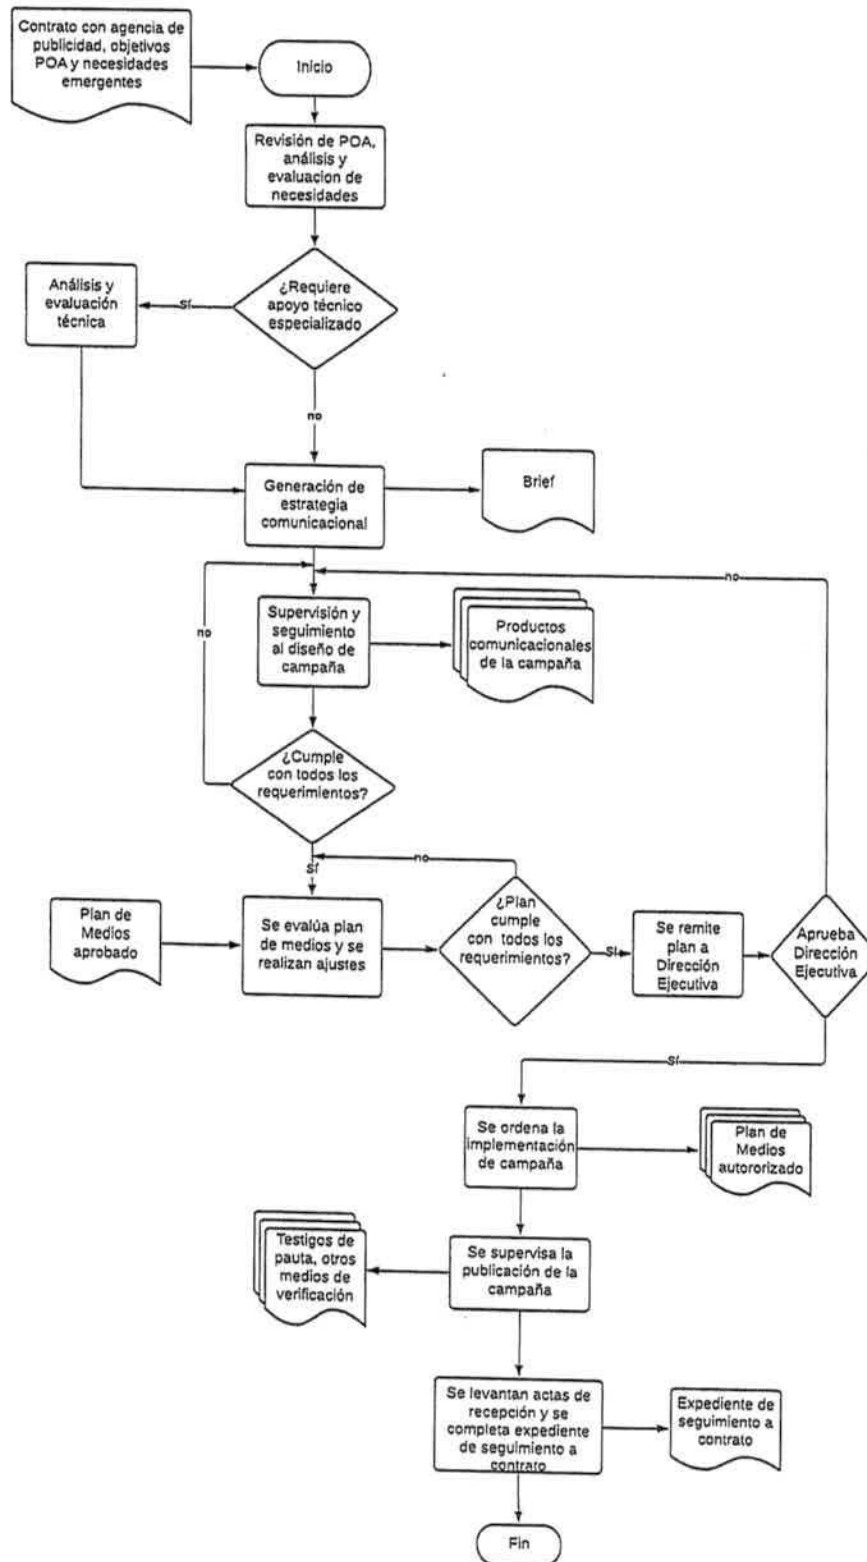 Contrato con agencia de
publicidad, objetivos
POA y necesidades
emergentes
Inicio
Revisión de POA,
análisis y
evaluacion de
necesidades
¿Requiere
apoyo técnico
especializado
Sí
Análisis y
evaluación
técnica
no
Generación de
estrategia
comunicacional
Brief
no
no
Supervisión y
seguimiento
al diseño de
campaña
Productos
comunicacionales
de la campaña
¿Cumple
con todos los
requerimientos?
Sí
no
Plan de
Medios
aprobado
Se evalúa plan
de medios y se
realizan ajustes
¿Plan
cumple
con todos los
requerimientos?
Sí
Se remite
plan a
Dirección
Ejecutiva
Aprueba
Dirección
Ejecutiva
Sí
Se ordena la
implementación
de campaña
Plan de
Medios
autororizado
Testigos de
pauta, otros
medios de
verificación
Se supervisa la
publicación de la
campaña
Se levantan actas de
recepción y se
completa expediente
de seguimiento a
contrato
Expediente de
seguimiento a
contrato
Fin